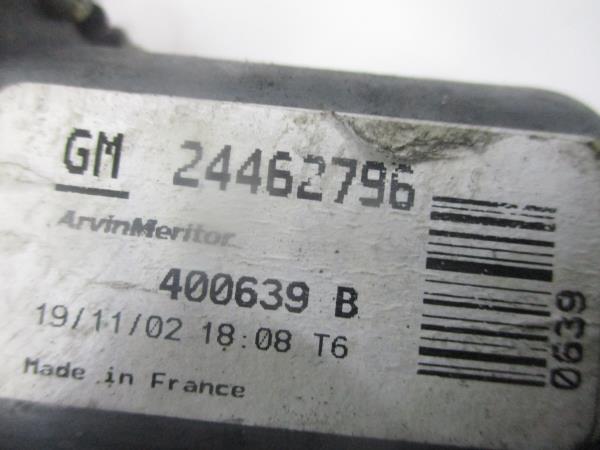 GM 24462796
ArvinMeritor
400639 B
19/11/02 18:08 T6
Made in France
0639